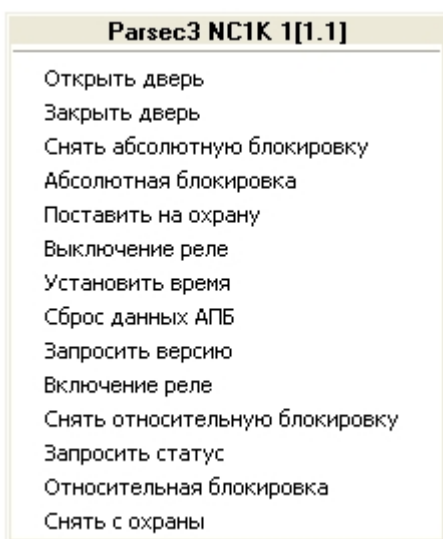 Parsec3 NC1K 1[1.1]
Открыть дверь
Закрыть дверь
Снять абсолютную блокировку
Абсолютная блокировка
Поставить на охрану
Выключение реле
Установить время
Сброс данных АПБ
Запросить версию
Включение реле
Снять относительную блокировку
Запросить статус
Относительная блокировка
Снять с охраны